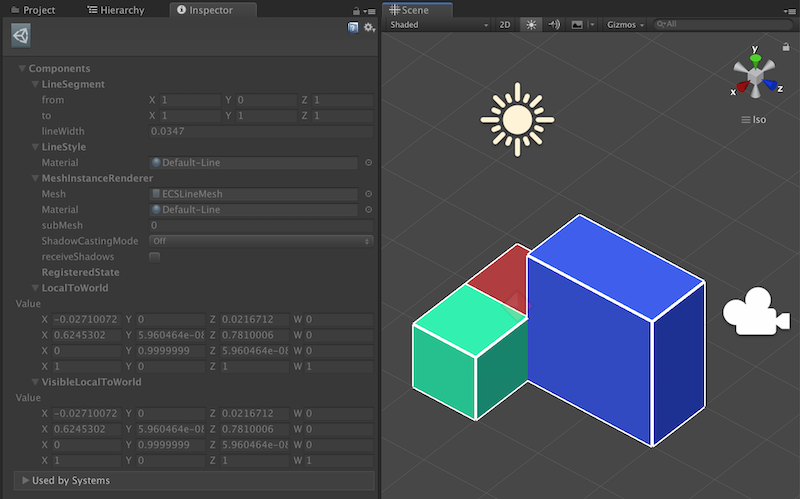 Project Hierarchy Inspector
Components
LineSegment
from X 1 Y 0 Z 1
to X 1 Y 1 Z 1
lineWidth 0.0347
LineStyle
Material Default-Line
MeshInstanceRenderer
Mesh ECSLineMesh
Material Default-Line
subMesh 0
ShadowCastingMode Off
receiveShadows
RegisteredState
LocalToWorld
Value
X -0.02710072 Y 0 Z 0.0216712 W 0
X 0.6245302 Y 5.960464e-08 Z 0.7810006 W 0
X 0 Y 0.9999999 Z 5.960464e-08 W 0
X 1 Y 0 Z 1 W 1
VisibleLocalToWorld
Value
X -0.02710072 Y 0 Z 0.0216712 W 0
X 0.6245302 Y 5.960464e-08 Z 0.7810006 W 0
X 0 Y 0.9999999 Z 5.960464e-08 W 0
X 1 Y 0 Z 1 W 1
Used by Systems
Scene
Shaded 2D Gizmos All
y
x z
Iso